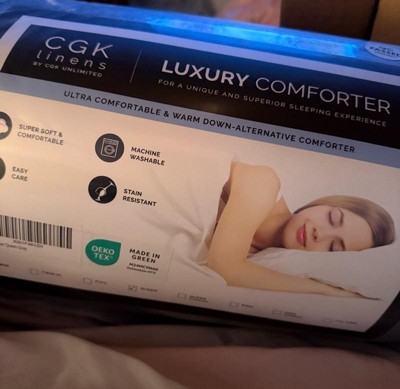 CGK
linens
BY CGK UNLIMITED
LUXURY COMFORTER
FOR A UNIQUE AND SUPERIOR SLEEPING EXPERIENCE
ULTRA COMFORTABLE & WARM DOWN-ALTERNATIVE COMFORTER
SUPER SOFT &
COMFORTABLE
MACHINE
WASHABLE
EASY
CARE
STAIN
RESISTANT
OEKO
TEX
MADE IN
GREEN